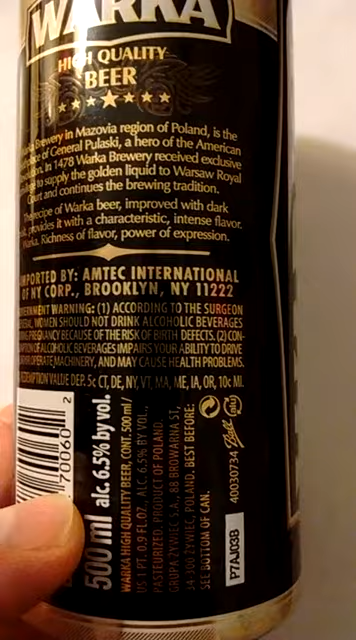 WARKA
HIGH QUALITY
BEER
Brewery in Mazovia region of Poland, is the
place of General Pulaski, a hero of the American
In 1478 Warka Brewery received exclusive
to supply the golden liquid to Warsaw Royal
Court and continues the brewing tradition.
recipe of Warka beer, improved with dark
provides it with a characteristic, intense flavor.
Warka. Richness of flavor, power of expression.
IMPORTED BY: AMTEC INTERNATIONAL
OF NY CORP., BROOKLYN, NY 11222
WARNING: (1) ACCORDING TO THE SURGEON
WOMEN SHOULD NOT DRINK ALCOHOLIC BEVERAGES
PREGNANCY BECAUSE OF THE RISK OF BIRTH DEFECTS. (2) CON-
OF ALCOHOLIC BEVERAGES IMPAIRS YOUR ABILITY TO DRIVE
OPERATE MACHINERY, AND MAY CAUSE HEALTH PROBLEMS.
REDEMPTION VALUE DEP. 5c CT, DE, NY, VT, MA, ME, IA, OR, 10c MI.
70060 2
500 ml alc. 6.5% by vol.
WARKA HIGH QUALITY BEER, CONT. 500 ml/
US 1 PT. 0.9 FL.OZ., ALC. 6.5% BY VOL.,
PASTEURIZED. PRODUCT OF POLAND.
GRUPA ŻYWIEC S.A., 88 BROWARNA ST,
34-300 ŻYWIEC, POLAND. BEST BEFORE:
SEE BOTTOM OF CAN.
40030734 Ball alu
P7AJ03B